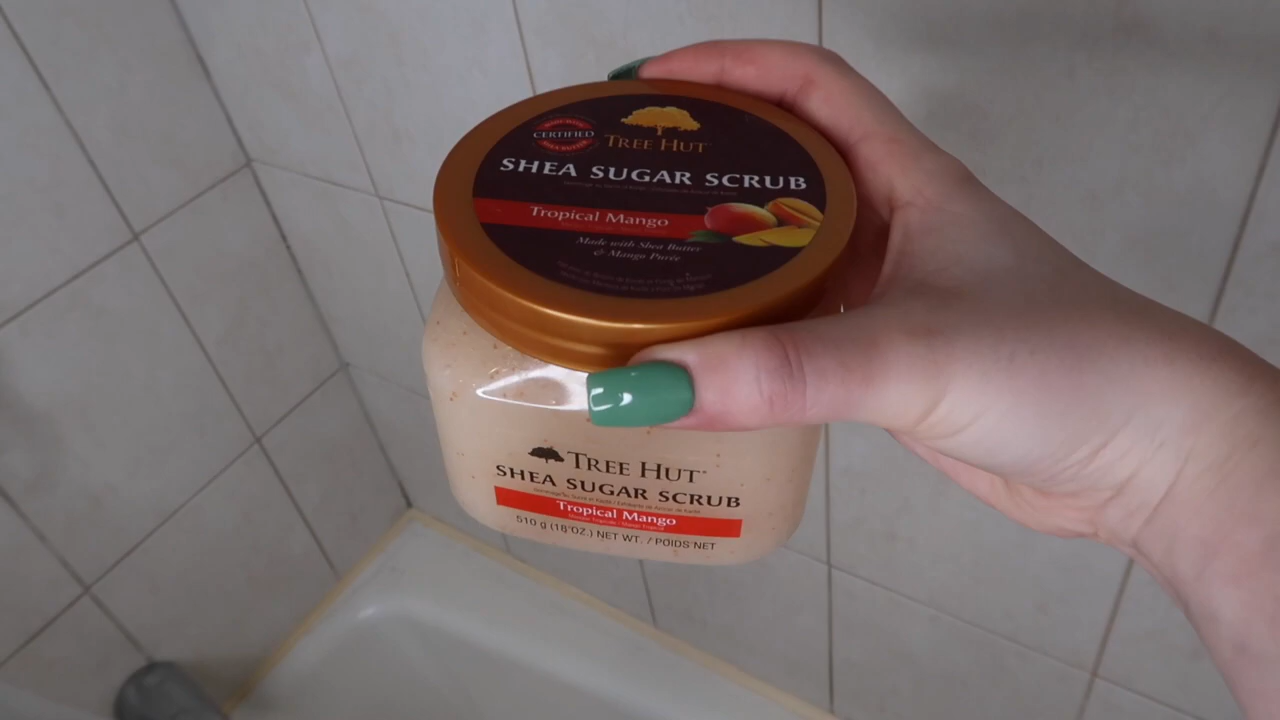 CERTIFIED
TREE HUT
SHEA SUGAR SCRUB
Tropical Mango
Made with Shea Butter
& Mango Purée
TREE HUT®
SHEA SUGAR SCRUB
Tropical Mango
510 g (18 OZ.) NET WT. / POIDS NET